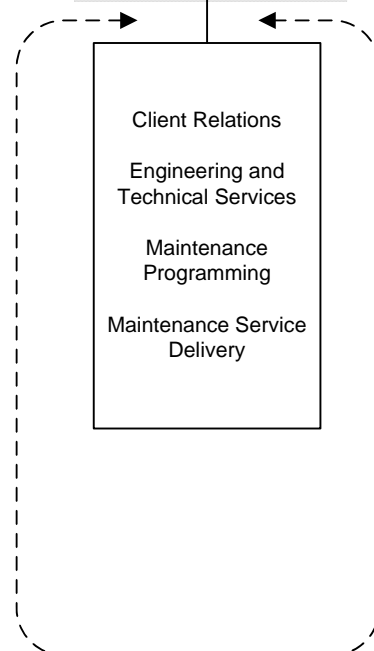 Client Relations
Engineering and
Technical Services
Maintenance
Programming
Maintenance Service
Delivery